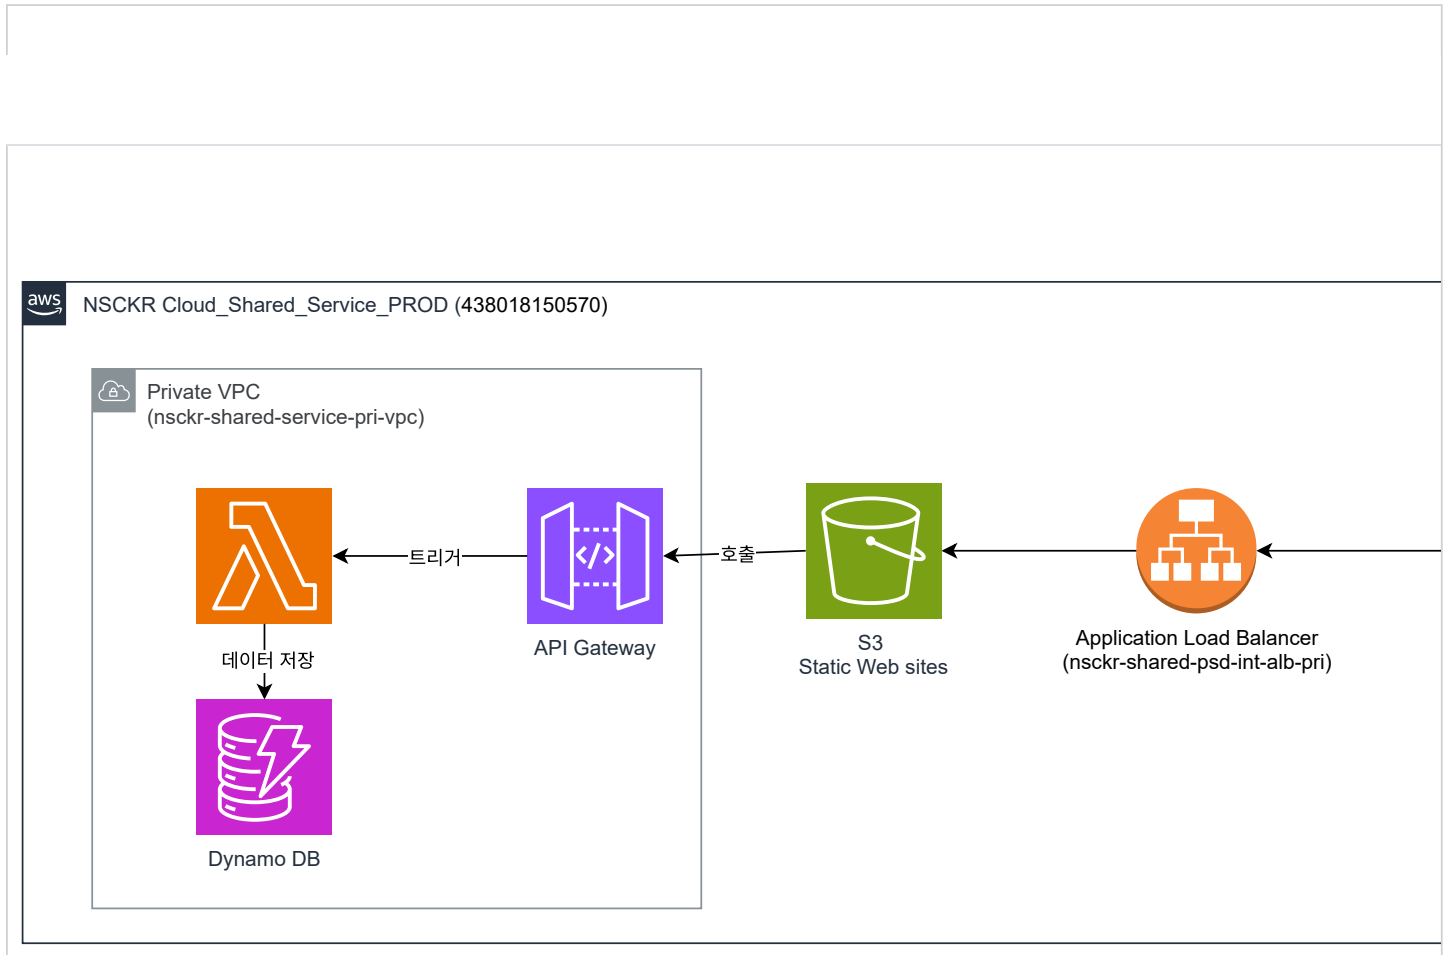 aws
NSCKR Cloud_Shared_Service_PROD (438018150570)
Private VPC
(nsckr-shared-service-pri-vpc)
트리거
호출
API Gateway
S3
Static Web sites
Application Load Balancer
(nsckr-shared-psd-int-alb-pri)
데이터 저장
Dynamo DB